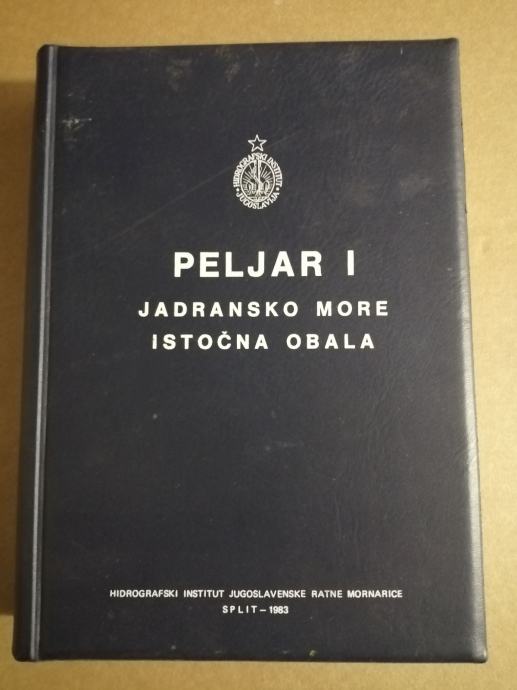 HIDROGRAFSKI INSTITUT
JUGOSLAVIJA
PELJAR I
JADRANSKO MORE
ISTOČNA OBALA
HIDROGRAFSKI INSTITUT JUGOSLAVENSKE RATNE MORNARICE
SPLIT – 1983